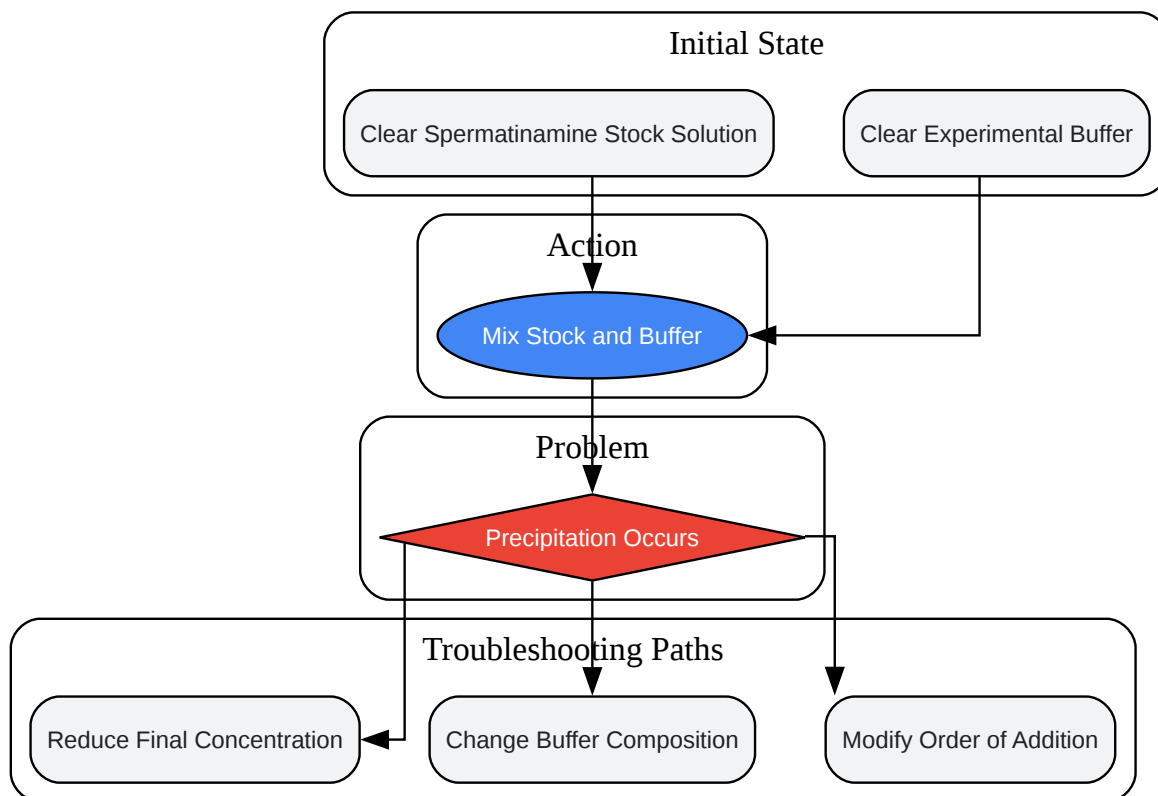 Initial State
Clear Spermatinamine Stock Solution
Clear Experimental Buffer
Action
Mix Stock and Buffer
Problem
Precipitation Occurs
Troubleshooting Paths
Reduce Final Concentration
Change Buffer Composition
Modify Order of Addition